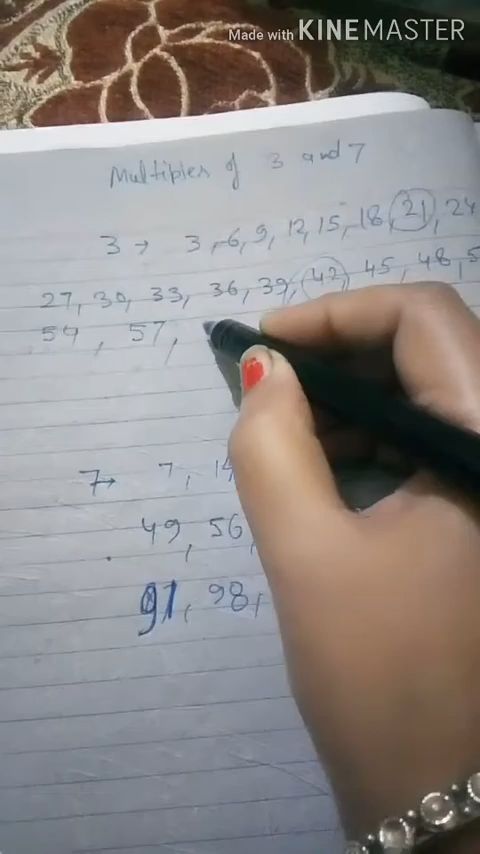 Made with KINEMASTER
Multiples of 3 and 7
3 → 3, 6, 9, 12, 15, 18, 21, 24
27, 30, 33, 36, 39, 42, 45, 48, 5
54, 57,
7→ 7, 14
49, 56,
91, 98,